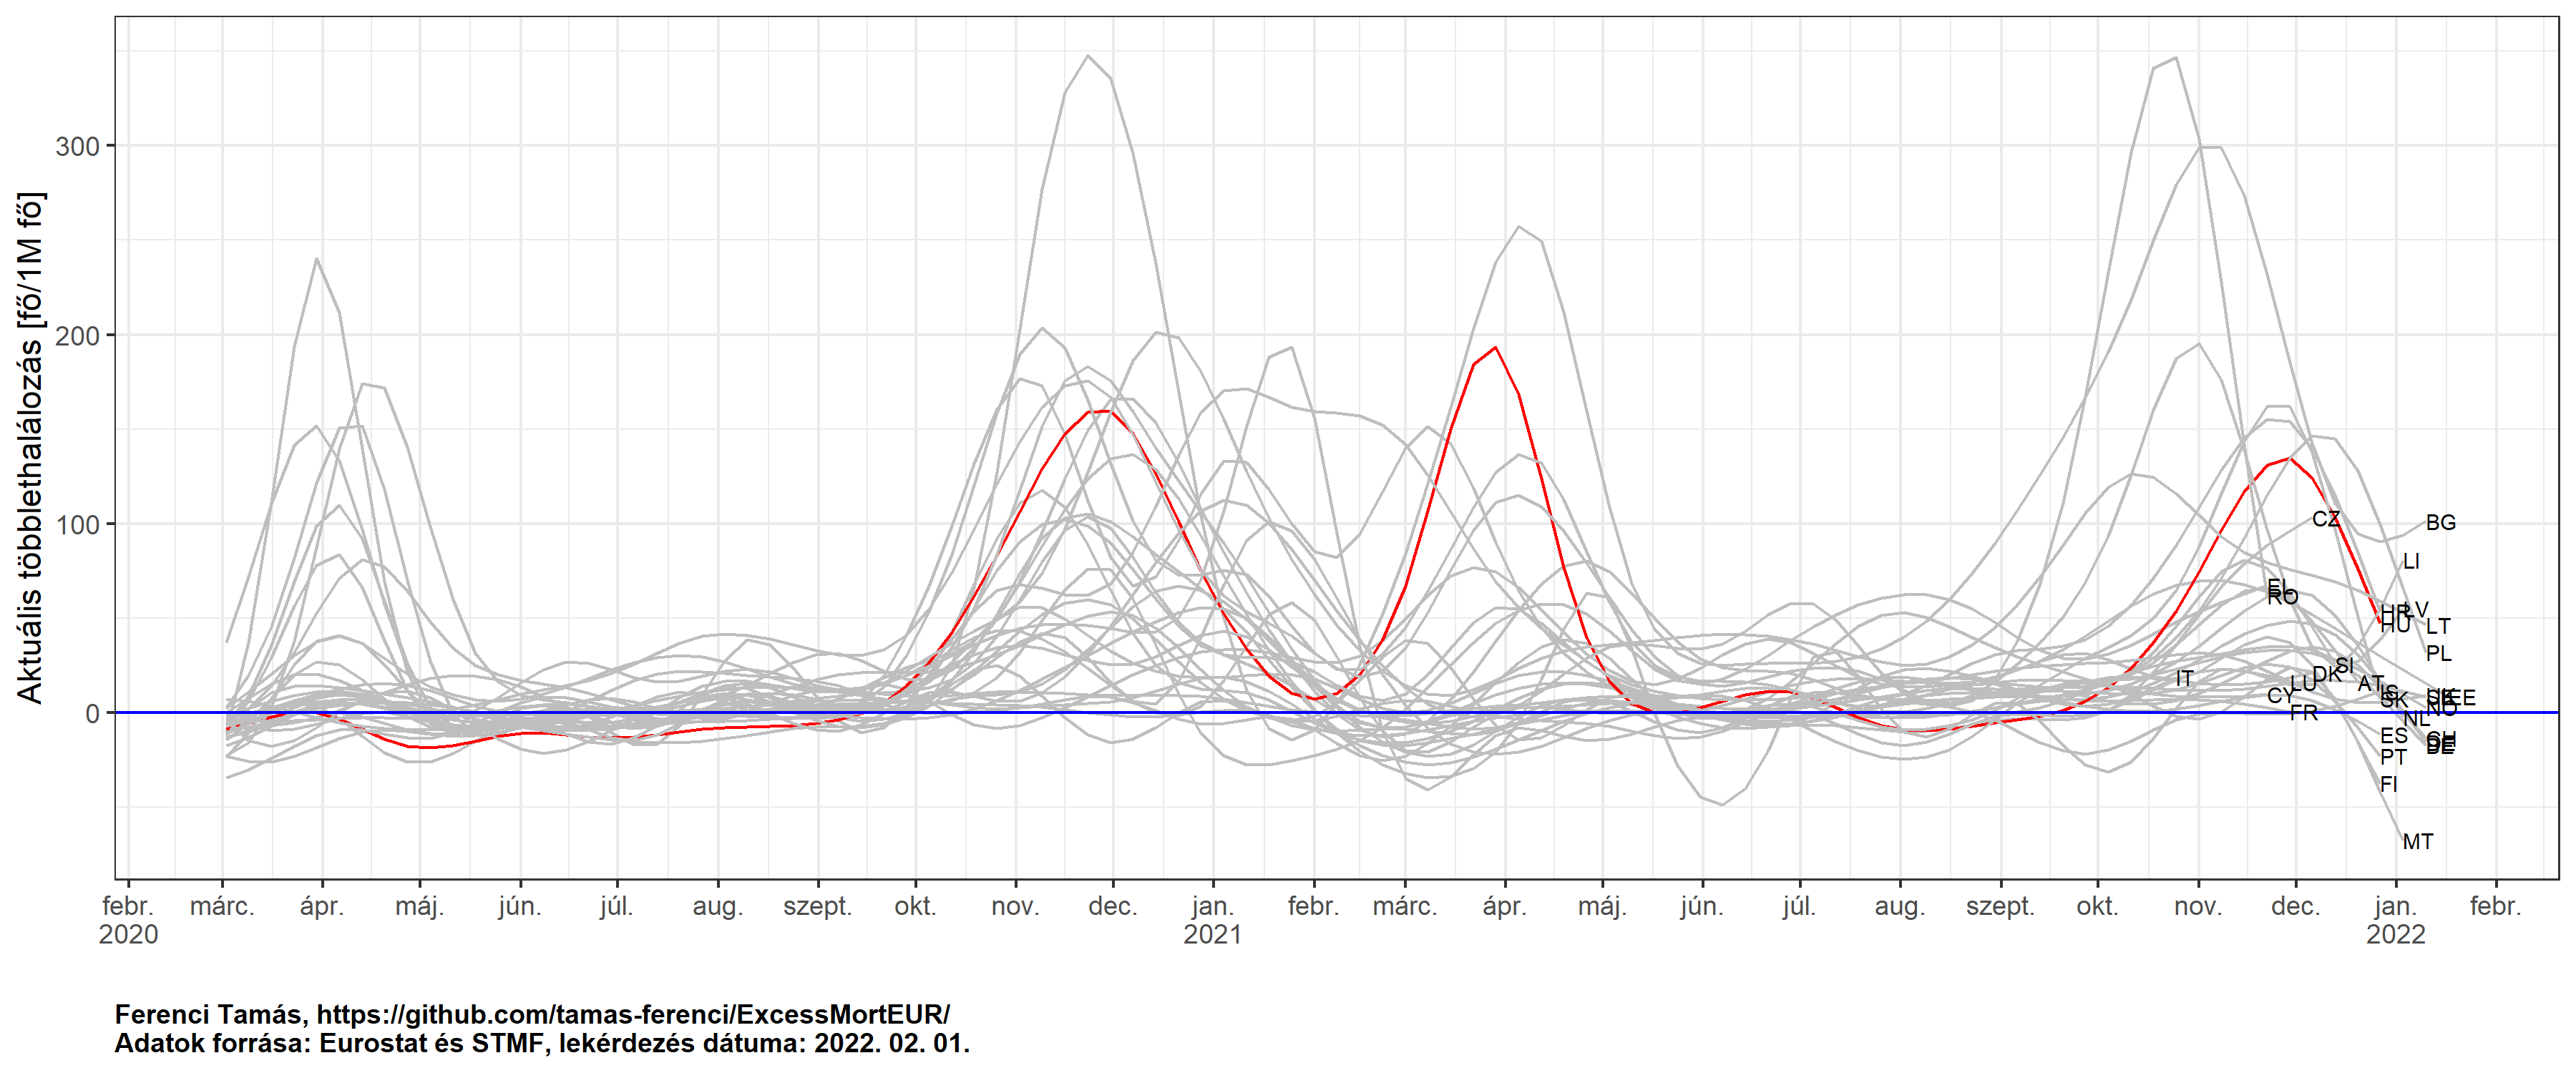 Aktuális többlethalálozás [fő/1M fő]
300
200
100
0
CZ
BG
LI
EL
RO
HR
LV
HU
LT
PL
SI
DK
IT
LU
AT
IS
CY
SK
EE
NO
FR
NL
ES
CH
DE
PT
FI
MT
febr. márc. ápr. máj. jún. júl. aug. szept. okt. nov. dec. jan. febr. márc. ápr. máj. jún. júl. aug. szept. okt. nov. dec. jan. febr.
2020 2021 2022
Ferenci Tamás, https://github.com/tamas-ferenci/ExcessMortEUR/
Adatok forrása: Eurostat és STMF, lekérdezés dátuma: 2022. 02. 01.